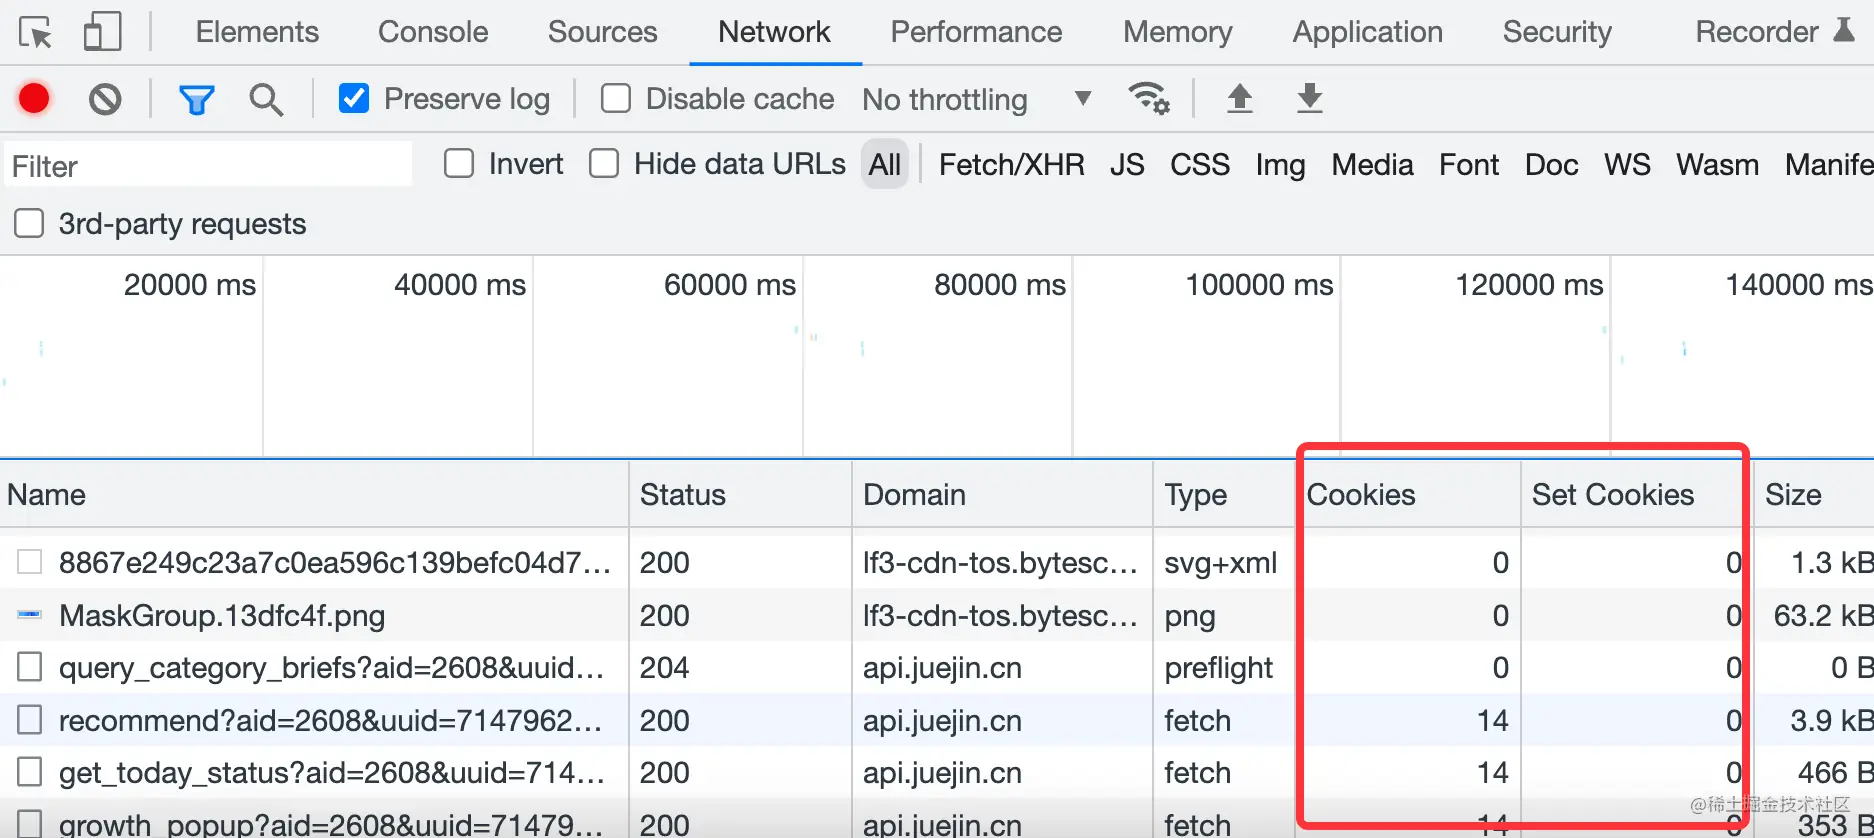 Elements Console Sources Network Performance Memory Application Security Recorder
Preserve log Disable cache No throttling
Filter Invert Hide data URLs All Fetch/XHR JS CSS Img Media Font Doc WS Wasm Manife
3rd-party requests
20000 ms 40000 ms 60000 ms 80000 ms 100000 ms 120000 ms 140000 ms
Name Status Domain Type Cookies Set Cookies Size
8867e249c23a7c0ea596c139befc04d7... 200 lf3-cdn-tos.bytesc... svg+xml 0 0 1.3 kB
MaskGroup.13dfc4f.png 200 lf3-cdn-tos.bytesc... png 0 0 63.2 kB
query_category_briefs?aid=2608&uuid... 204 api.juejin.cn preflight 0 0 0 B
recommend?aid=2608&uuid=7147962... 200 api.juejin.cn fetch 14 0 3.9 kB
get_today_status?aid=2608&uuid=714... 200 api.juejin.cn fetch 14 0 466 B
@稀土掘金技术社区
growth_popup?aid=2608&uuid=71479... 200 api.juejin.cn fetch 14 0 353 B